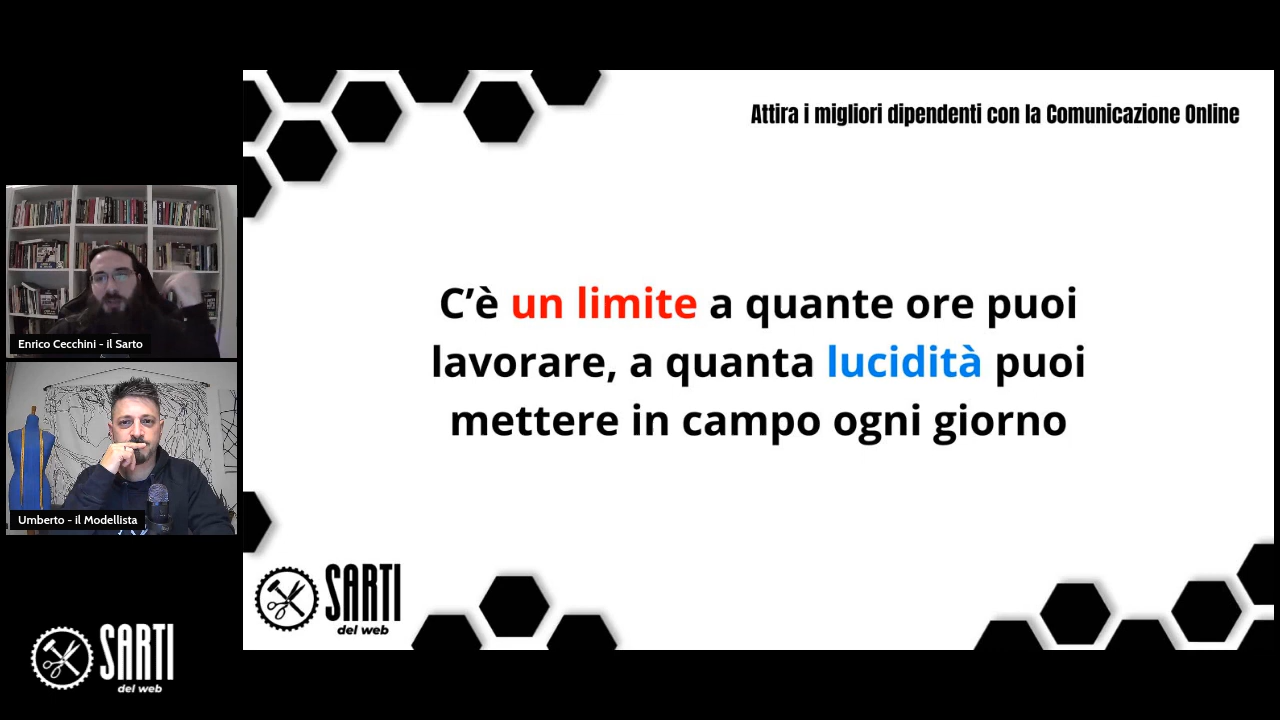 Attira i migliori dipendenti con la Comunicazione Online
C’è un limite a quante ore puoi
lavorare, a quanta lucidità puoi
mettere in campo ogni giorno
Enrico Cecchini - il Sarto
Umberto - il Modellista
SARTI
del web
SARTI
del web